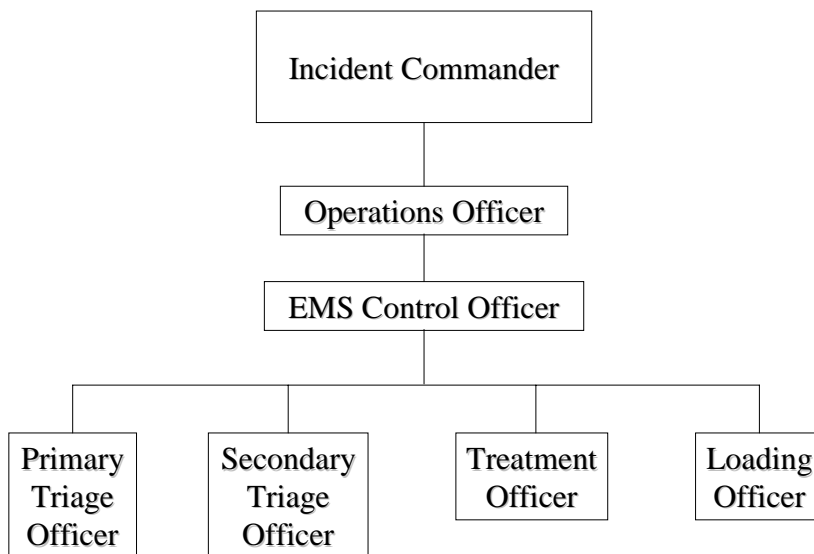 Incident Commander
Operations Officer
EMS Control Officer
Primary
Triage
Officer
Secondary
Triage
Officer
Treatment
Officer
Loading
Officer